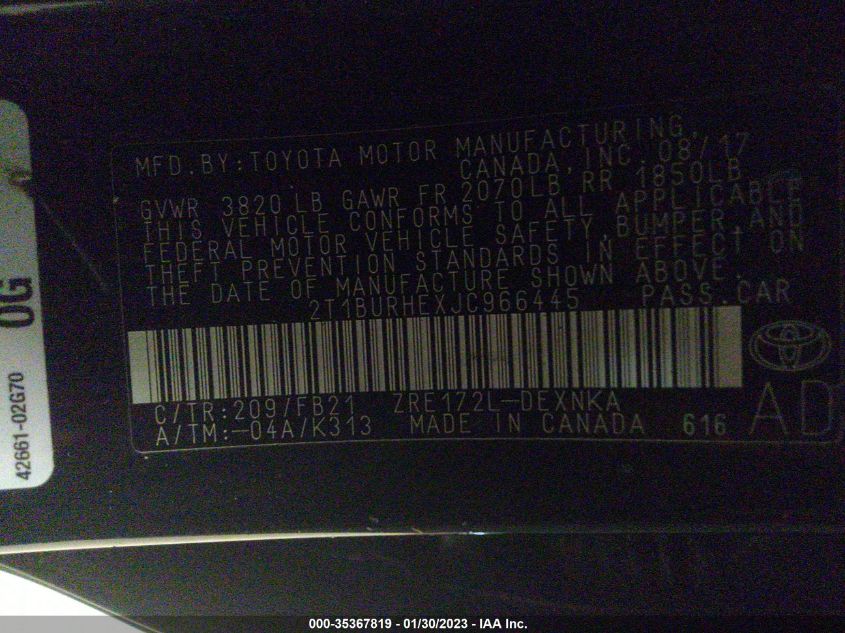 MFD.BY:TOYOTA MOTOR MANUFACTURING,
CANADA,INC. 08/17
GVWR 3820 LB GAWR FR 2070LB RR 1850LB
THIS VEHICLE CONFORMS TO ALL APPLICABLE
FEDERAL MOTOR VEHICLE SAFETY,BUMPER,AND
THEFT PREVENTION STANDARDS IN EFFECT ON
THE DATE OF MANUFACTURE SHOWN ABOVE.
2T1BURHEXJC966445 PASS.CAR
C/TR:209/FB21 ZRE172L-DEXNKA
A/TM:-04A/K313 MADE IN CANADA 616
AD
0G
42661-02G70
000-35367819 - 01/30/2023 - IAA Inc.